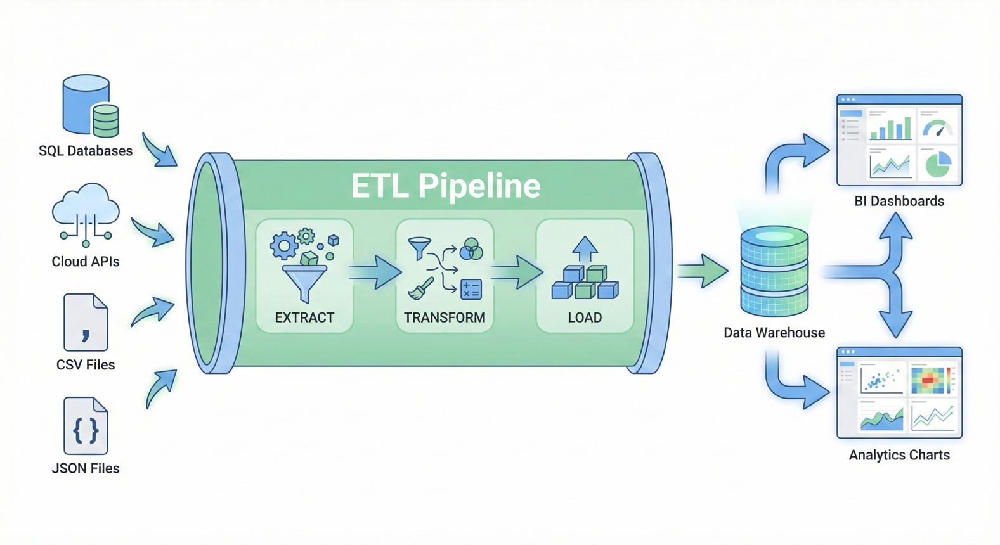 SQL Databases
Cloud APIs
,
CSV Files
{}
JSON Files
ETL Pipeline
EXTRACT
TRANSFORM
LOAD
Data Warehouse
BI Dashboards
Analytics Charts